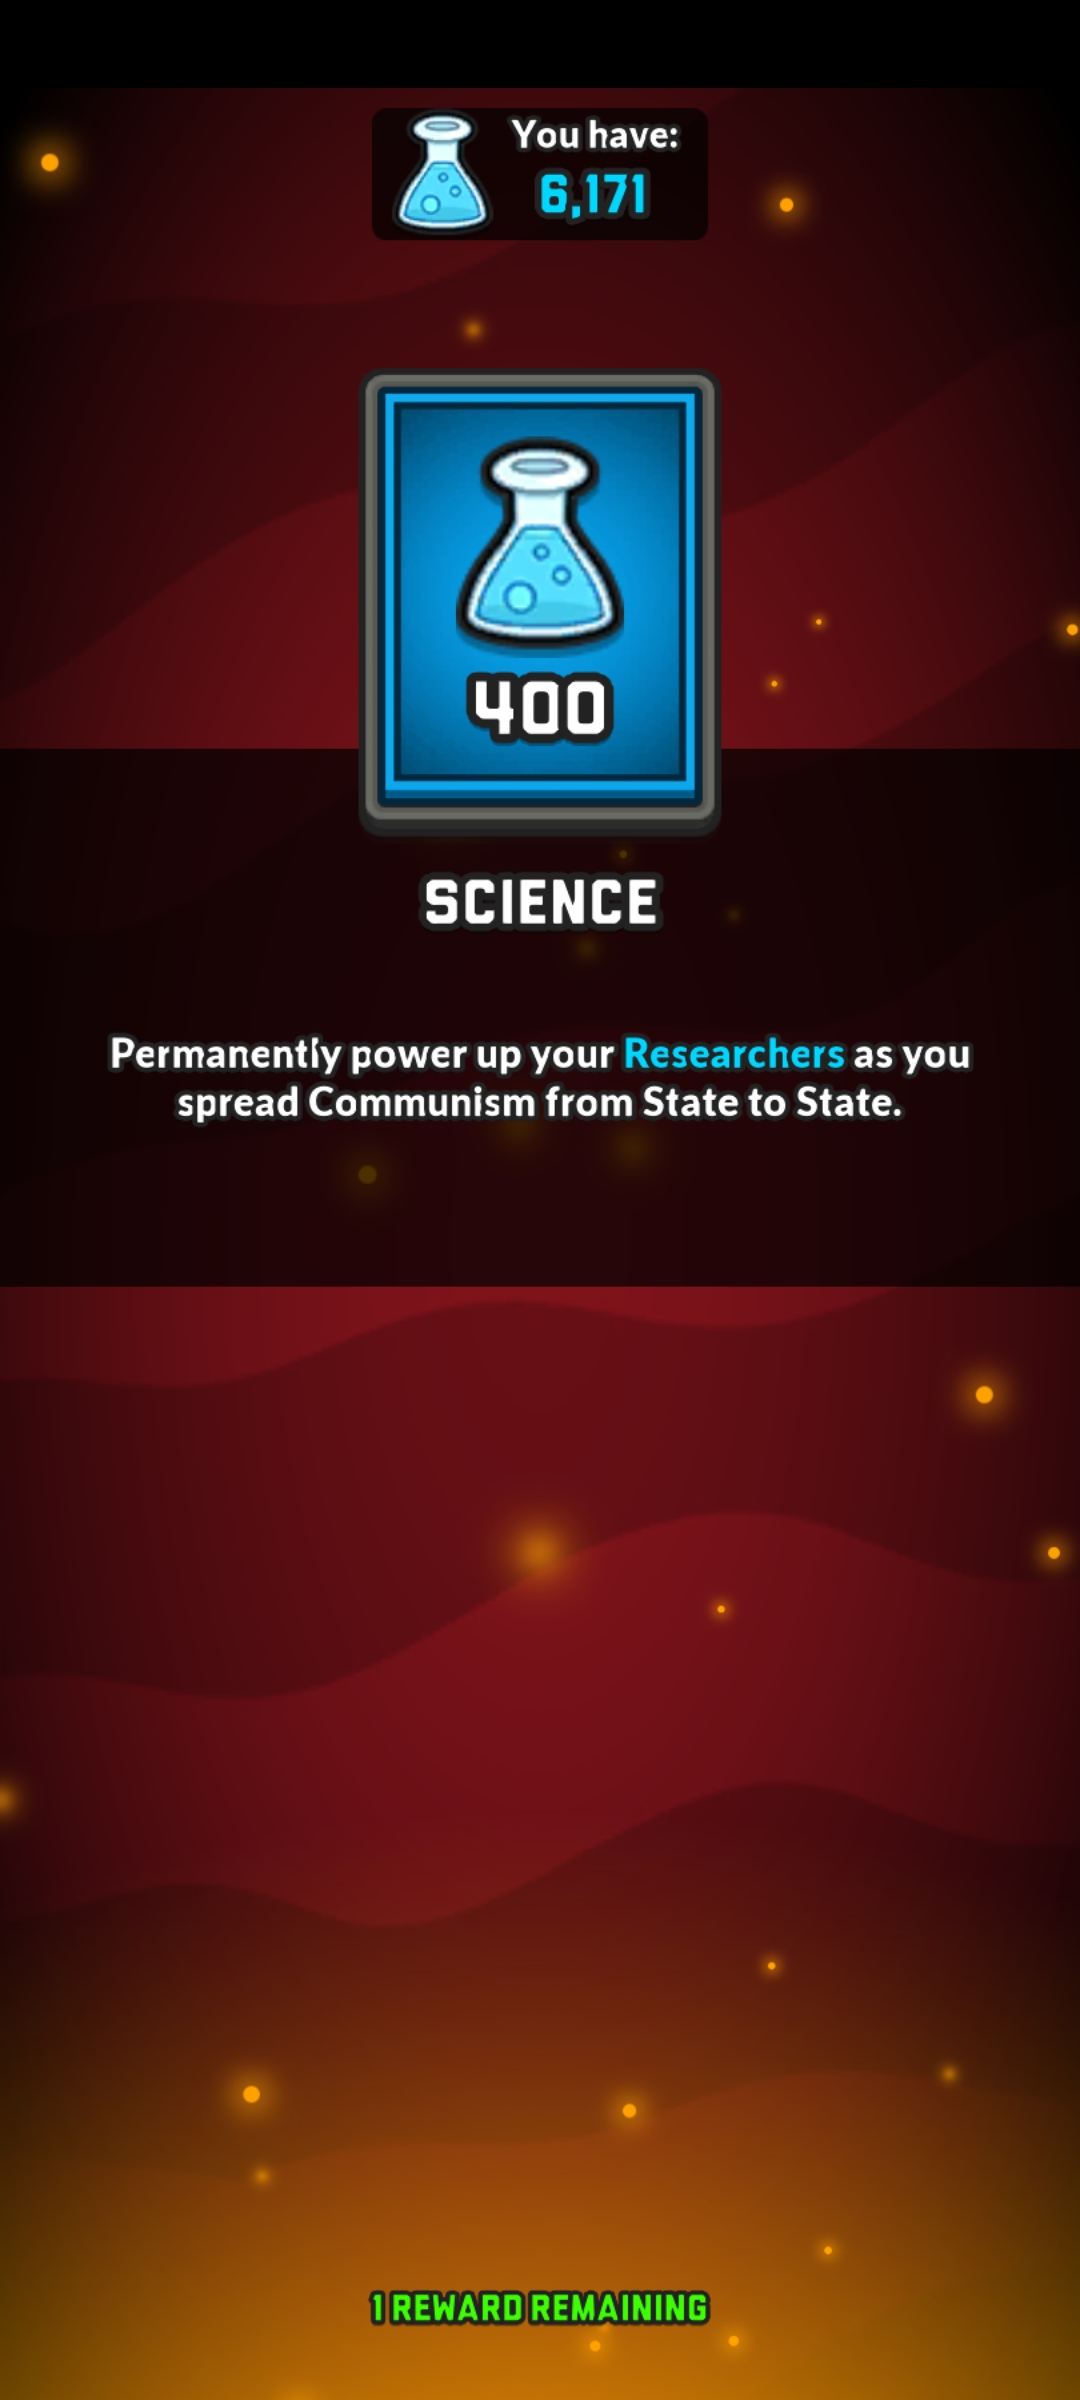 You have:
6,171
400
SCIENCE
Permanently power up your Researchers as you
spread Communism from State to State.
1 REWARD REMAINING